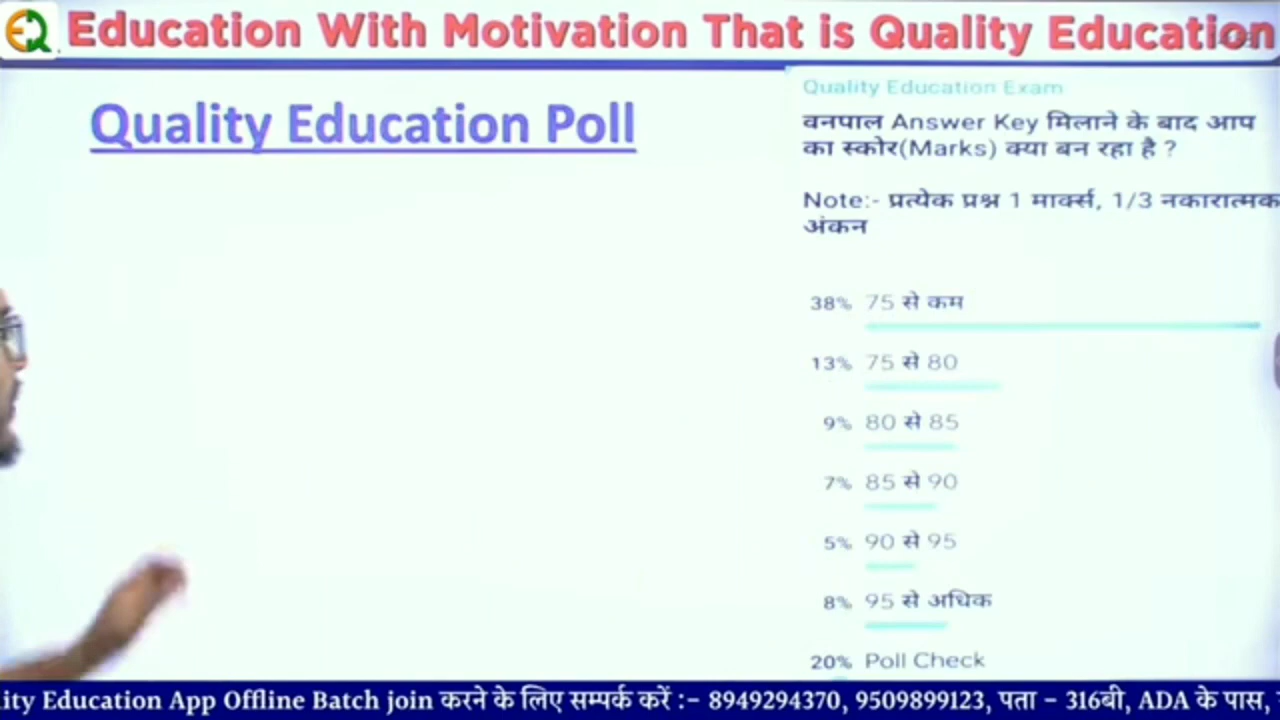 Education With Motivation That is Quality Education
Quality Education Poll
Quality Education Exam
वनपाल Answer Key मिलाने के बाद आप
का स्कोर(Marks) क्या बन रहा है ?
Note:- प्रत्येक प्रश्न 1 मार्क्स, 1/3 नकारात्मक
अंकन
38% 75 से कम
13% 75 से 80
9% 80 से 85
7% 85 से 90
5% 90 से 95
8% 95 से अधिक
20% Poll Check
ity Education App Offline Batch join करने के लिए सम्पर्क करें :– 8949294370, 9509899123, पता – 316बी, ADA के पास,